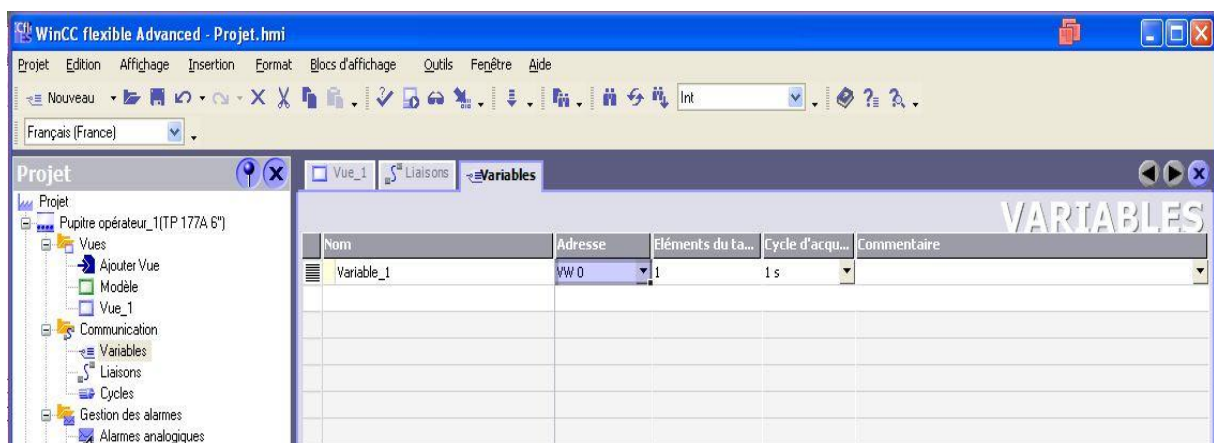 WinCC flexible Advanced - Projet.hmi
Projet Edition Affichage Insertion Format Blocs d'affichage Outils Fenêtre Aide
Nouveau Int
Français (France)
Projet
Vue_1 Liaisons Variables
VARIABLES
Projet
Pupitre opérateur_1(TP 177A 6")
Vues
Ajouter Vue
Modèle
Vue_1
Communication
Variables
Liaisons
Cycles
Gestion des alarmes
Alarmes analogiques
Nom Adresse Eléments du ta... Cycle d'acqu... Commentaire
Variable_1 VW 0 1 1 s